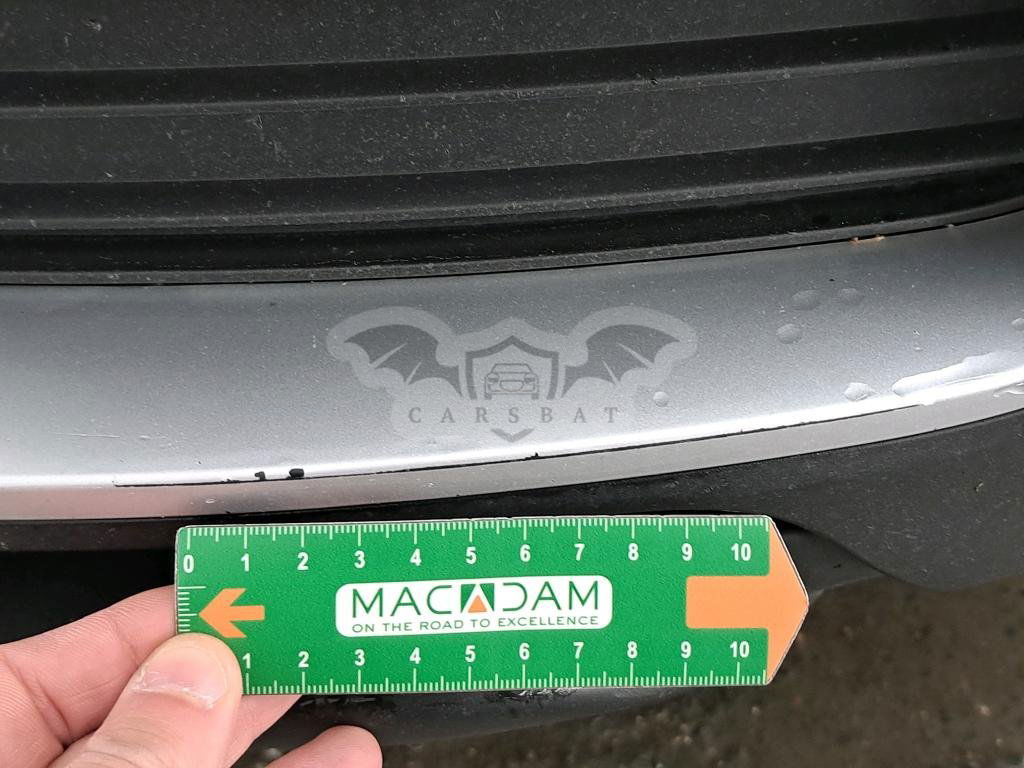 CARSBAT
0 1 2 3 4 5 6 7 8 9 10
MACADAM
ON THE ROAD TO EXCELLENCE
1 2 3 4 5 6 7 8 9 10